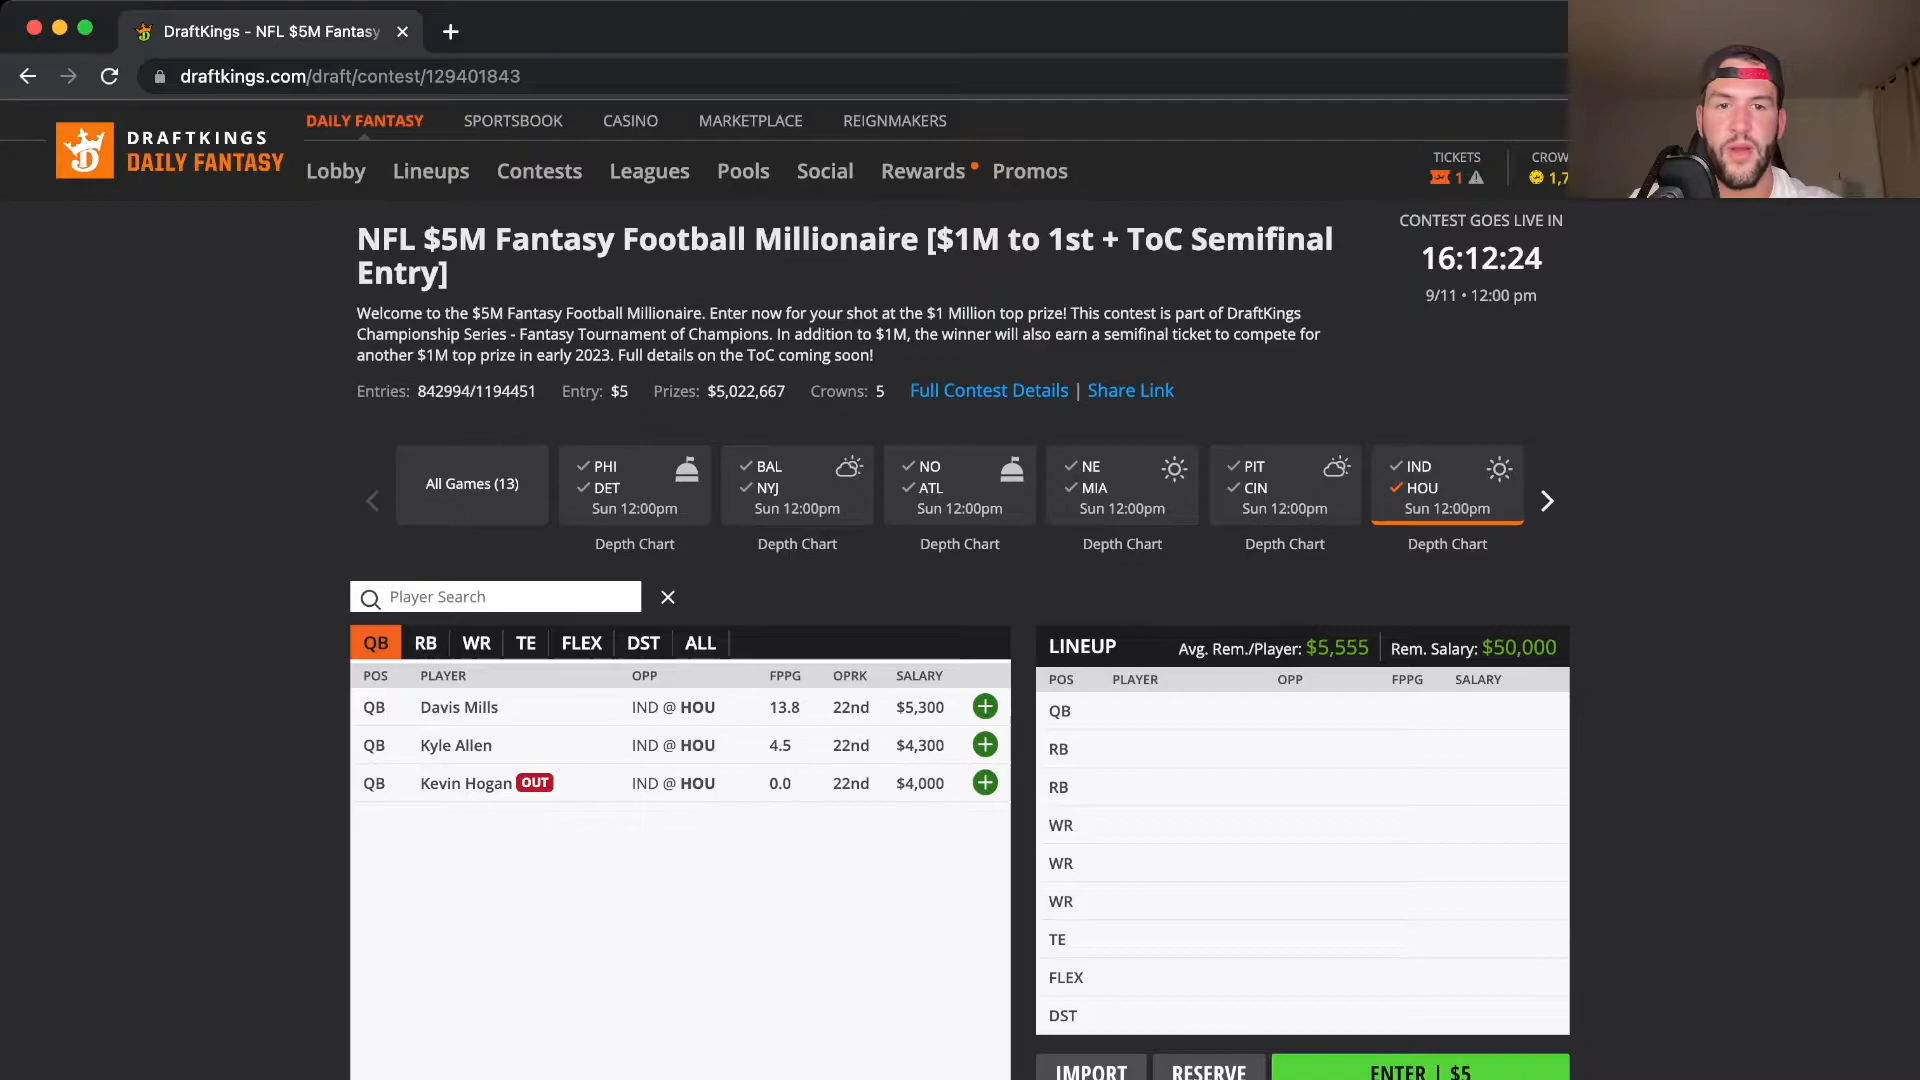 DraftKings - NFL $5M Fantasy
draftkings.com/draft/contest/129401843
DRAFTKINGS
DAILY FANTASY
DAILY FANTASY SPORTSBOOK CASINO MARKETPLACE REIGNMAKERS
Lobby Lineups Contests Leagues Pools Social Rewards Promos
TICKETS
1
CROW
1,7
NFL $5M Fantasy Football Millionaire [$1M to 1st + ToC Semifinal
Entry]
CONTEST GOES LIVE IN
16:12:24
9/11 • 12:00 pm
Welcome to the $5M Fantasy Football Millionaire. Enter now for your shot at the $1 Million top prize! This contest is part of DraftKings
Championship Series - Fantasy Tournament of Champions. In addition to $1M, the winner will also earn a semifinal ticket to compete for
another $1M top prize in early 2023. Full details on the ToC coming soon!
Entries: 842994/1194451 Entry: $5 Prizes: $5,022,667 Crowns: 5 Full Contest Details | Share Link
All Games (13)
PHI
DET
Sun 12:00pm
Depth Chart
BAL
NYJ
Sun 12:00pm
Depth Chart
NO
ATL
Sun 12:00pm
Depth Chart
NE
MIA
Sun 12:00pm
Depth Chart
PIT
CIN
Sun 12:00pm
Depth Chart
IND
HOU
Sun 12:00pm
Depth Chart
Player Search
QB RB WR TE FLEX DST ALL
POS PLAYER OPP FPPG OPRK SALARY
QB Davis Mills IND @ HOU 13.8 22nd $5,300
QB Kyle Allen IND @ HOU 4.5 22nd $4,300
QB Kevin Hogan OUT IND @ HOU 0.0 22nd $4,000
LINEUP Avg. Rem./Player: $5,555 Rem. Salary: $50,000
POS PLAYER OPP FPPG SALARY
QB
RB
RB
WR
WR
WR
TE
FLEX
DST
IMPORT RESERVE ENTER | $5